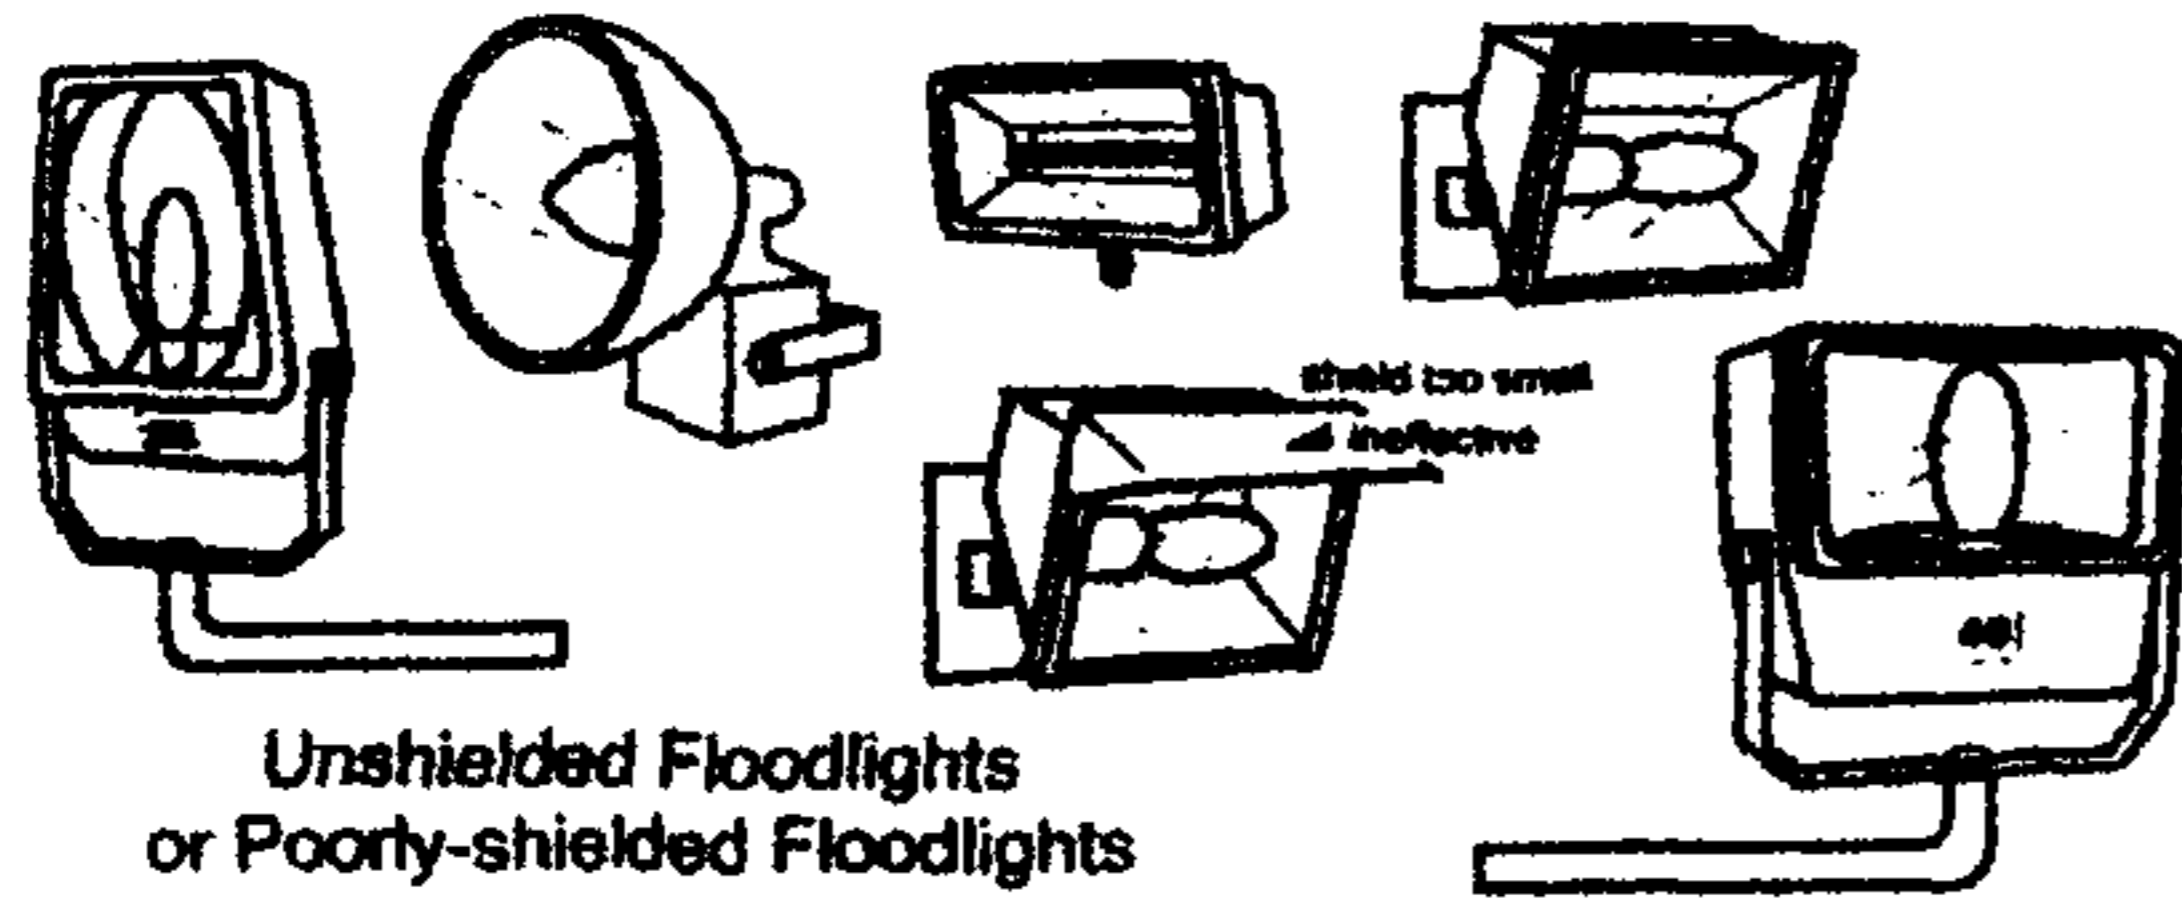 shield too small
ineffective
Unshielded Floodlights
or Poorly-shielded Floodlights